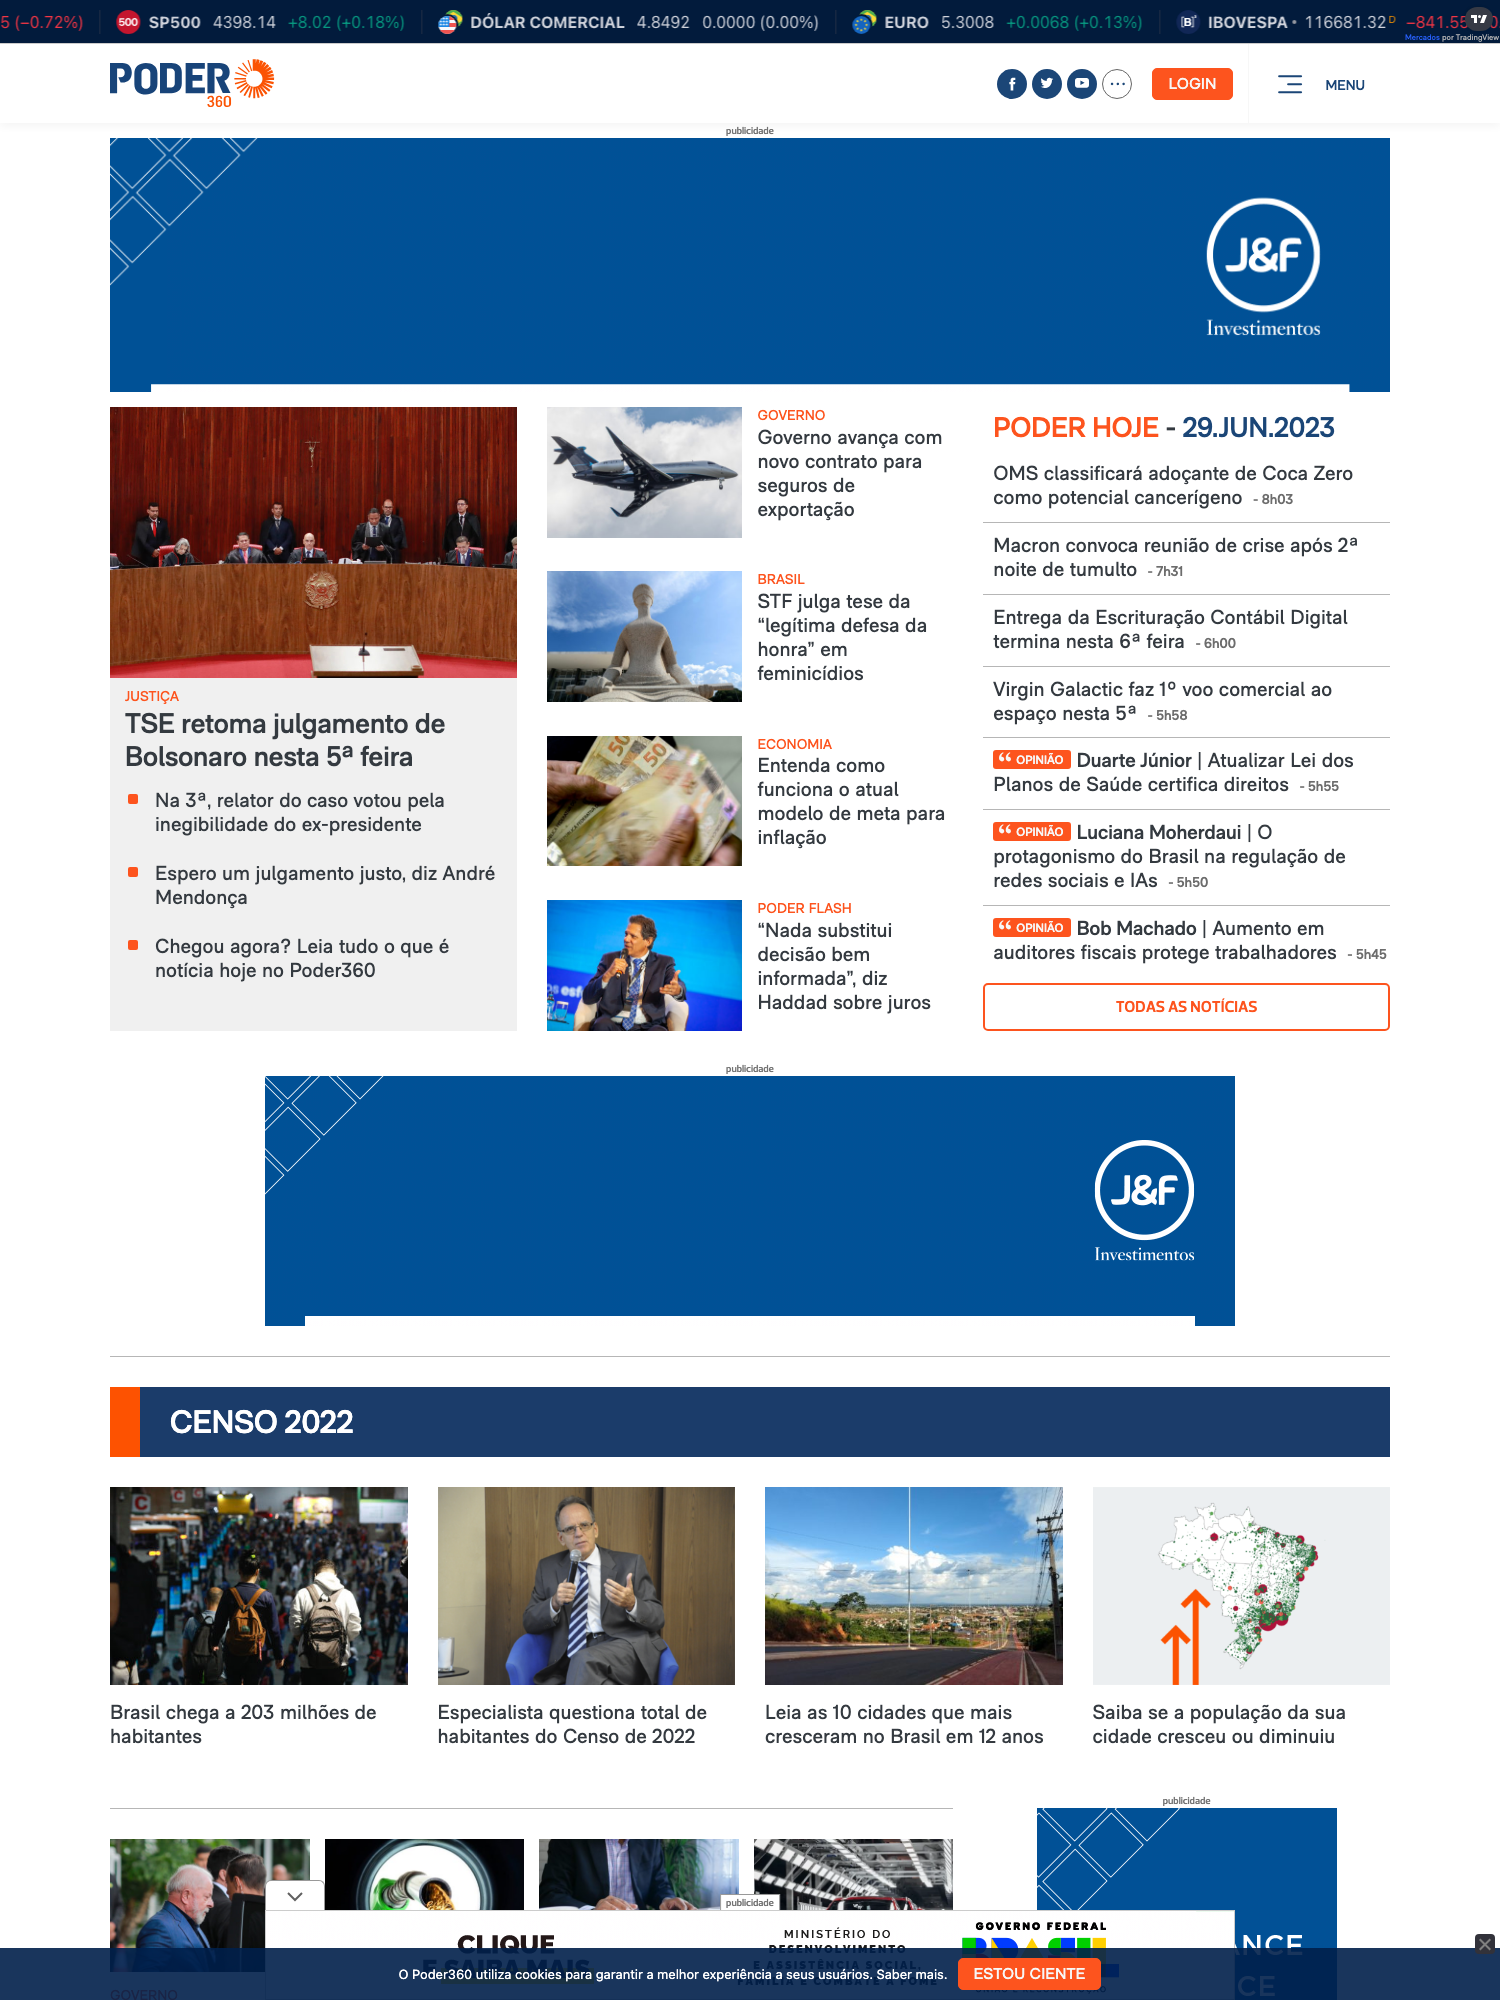 5 (−0.72%) 500 SP500 4398.14 +8.02 (+0.18%) DÓLAR COMERCIAL 4.8492 0.0000 (0.00%) EURO 5.3008 +0.0068 (+0.13%) IBOVESPA • 116681.32 D −841.55
Mercados por TradingView
PODER
360
LOGIN
MENU
publicidade
J&F
Investimentos
JUSTIÇA
TSE retoma julgamento de
Bolsonaro nesta 5ª feira
Na 3ª, relator do caso votou pela
inegibilidade do ex-presidente
Espero um julgamento justo, diz André
Mendonça
Chegou agora? Leia tudo o que é
notícia hoje no Poder360
GOVERNO
Governo avança com
novo contrato para
seguros de
exportação
BRASIL
STF julga tese da
“legítima defesa da
honra” em
feminicídios
ECONOMIA
Entenda como
funciona o atual
modelo de meta para
inflação
PODER FLASH
“Nada substitui
decisão bem
informada”, diz
Haddad sobre juros
PODER HOJE - 29.JUN.2023
OMS classificará adoçante de Coca Zero
como potencial cancerígeno - 8h03
Macron convoca reunião de crise após 2ª
noite de tumulto - 7h31
Entrega da Escrituração Contábil Digital
termina nesta 6ª feira - 6h00
Virgin Galactic faz 1º voo comercial ao
espaço nesta 5ª - 5h58
“ OPINIÃO Duarte Júnior | Atualizar Lei dos
Planos de Saúde certifica direitos - 5h55
“ OPINIÃO Luciana Moherdaui | O
protagonismo do Brasil na regulação de
redes sociais e IAs - 5h50
“ OPINIÃO Bob Machado | Aumento em
auditores fiscais protege trabalhadores - 5h45
TODAS AS NOTÍCIAS
publicidade
J&F
Investimentos
CENSO 2022
C
Brasil chega a 203 milhões de
habitantes
Especialista questiona total de
habitantes do Censo de 2022
Leia as 10 cidades que mais
cresceram no Brasil em 12 anos
Saiba se a população da sua
cidade cresceu ou diminuiu
publicidade
publicidade
CLIQUE
E SAIBA MAIS
MINISTÉRIO DO
DESENVOLVIMENTO
E ASSISTÊNCIA SOCIAL,
FAMÍLIA E COMBATE À FOME
GOVERNO FEDERAL
BRASIL
ANCE
CE
O Poder360 utiliza cookies para garantir a melhor experiência a seus usuários. Saber mais.
ESTOU CIENTE
GOVERNO